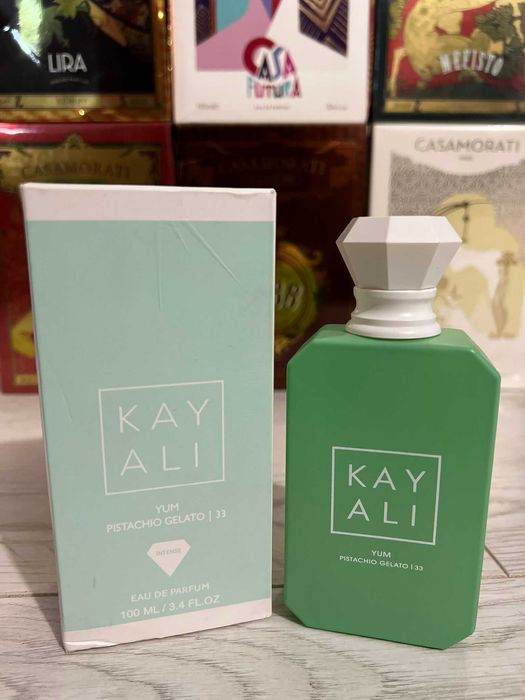 LIRA
CASA
FUTURA
MEFISTO
CASAMORATI
CASAMORATI
CASAMORATI
KAY
ALI
YUM
PISTACHIO GELATO | 33
INTENSE
EAU DE PARFUM
100 ML / 3.4 FL.OZ
KAY
ALI
YUM
PISTACHIO GELATO | 33